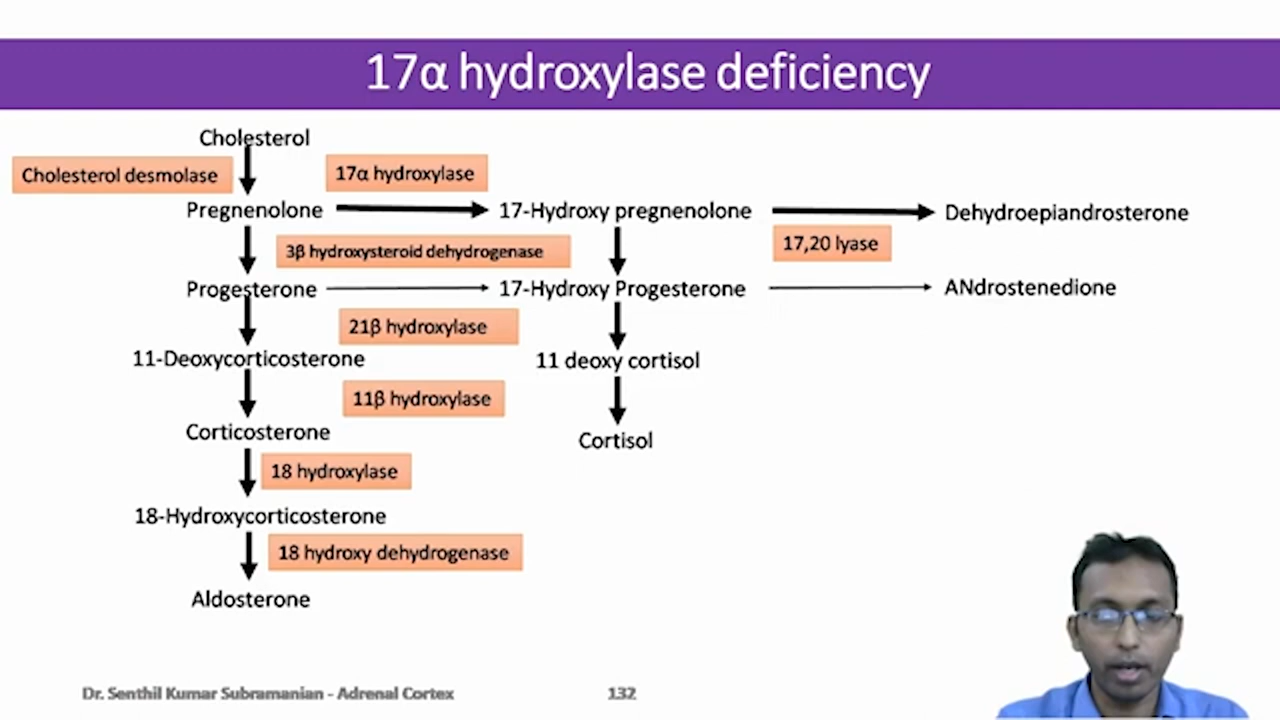 17α hydroxylase deficiency
Cholesterol
Cholesterol desmolase
17α hydroxylase
Pregnenolone
17-Hydroxy pregnenolone
Dehydroepiandrosterone
3β hydroxysteroid dehydrogenase
17,20 lyase
Progesterone
17-Hydroxy Progesterone
ANdrostenedione
21β hydroxylase
11-Deoxycorticosterone
11 deoxy cortisol
11β hydroxylase
Corticosterone
Cortisol
18 hydroxylase
18-Hydroxycorticosterone
18 hydroxy dehydrogenase
Aldosterone
Dr. Senthil Kumar Subramanian - Adrenal Cortex
132